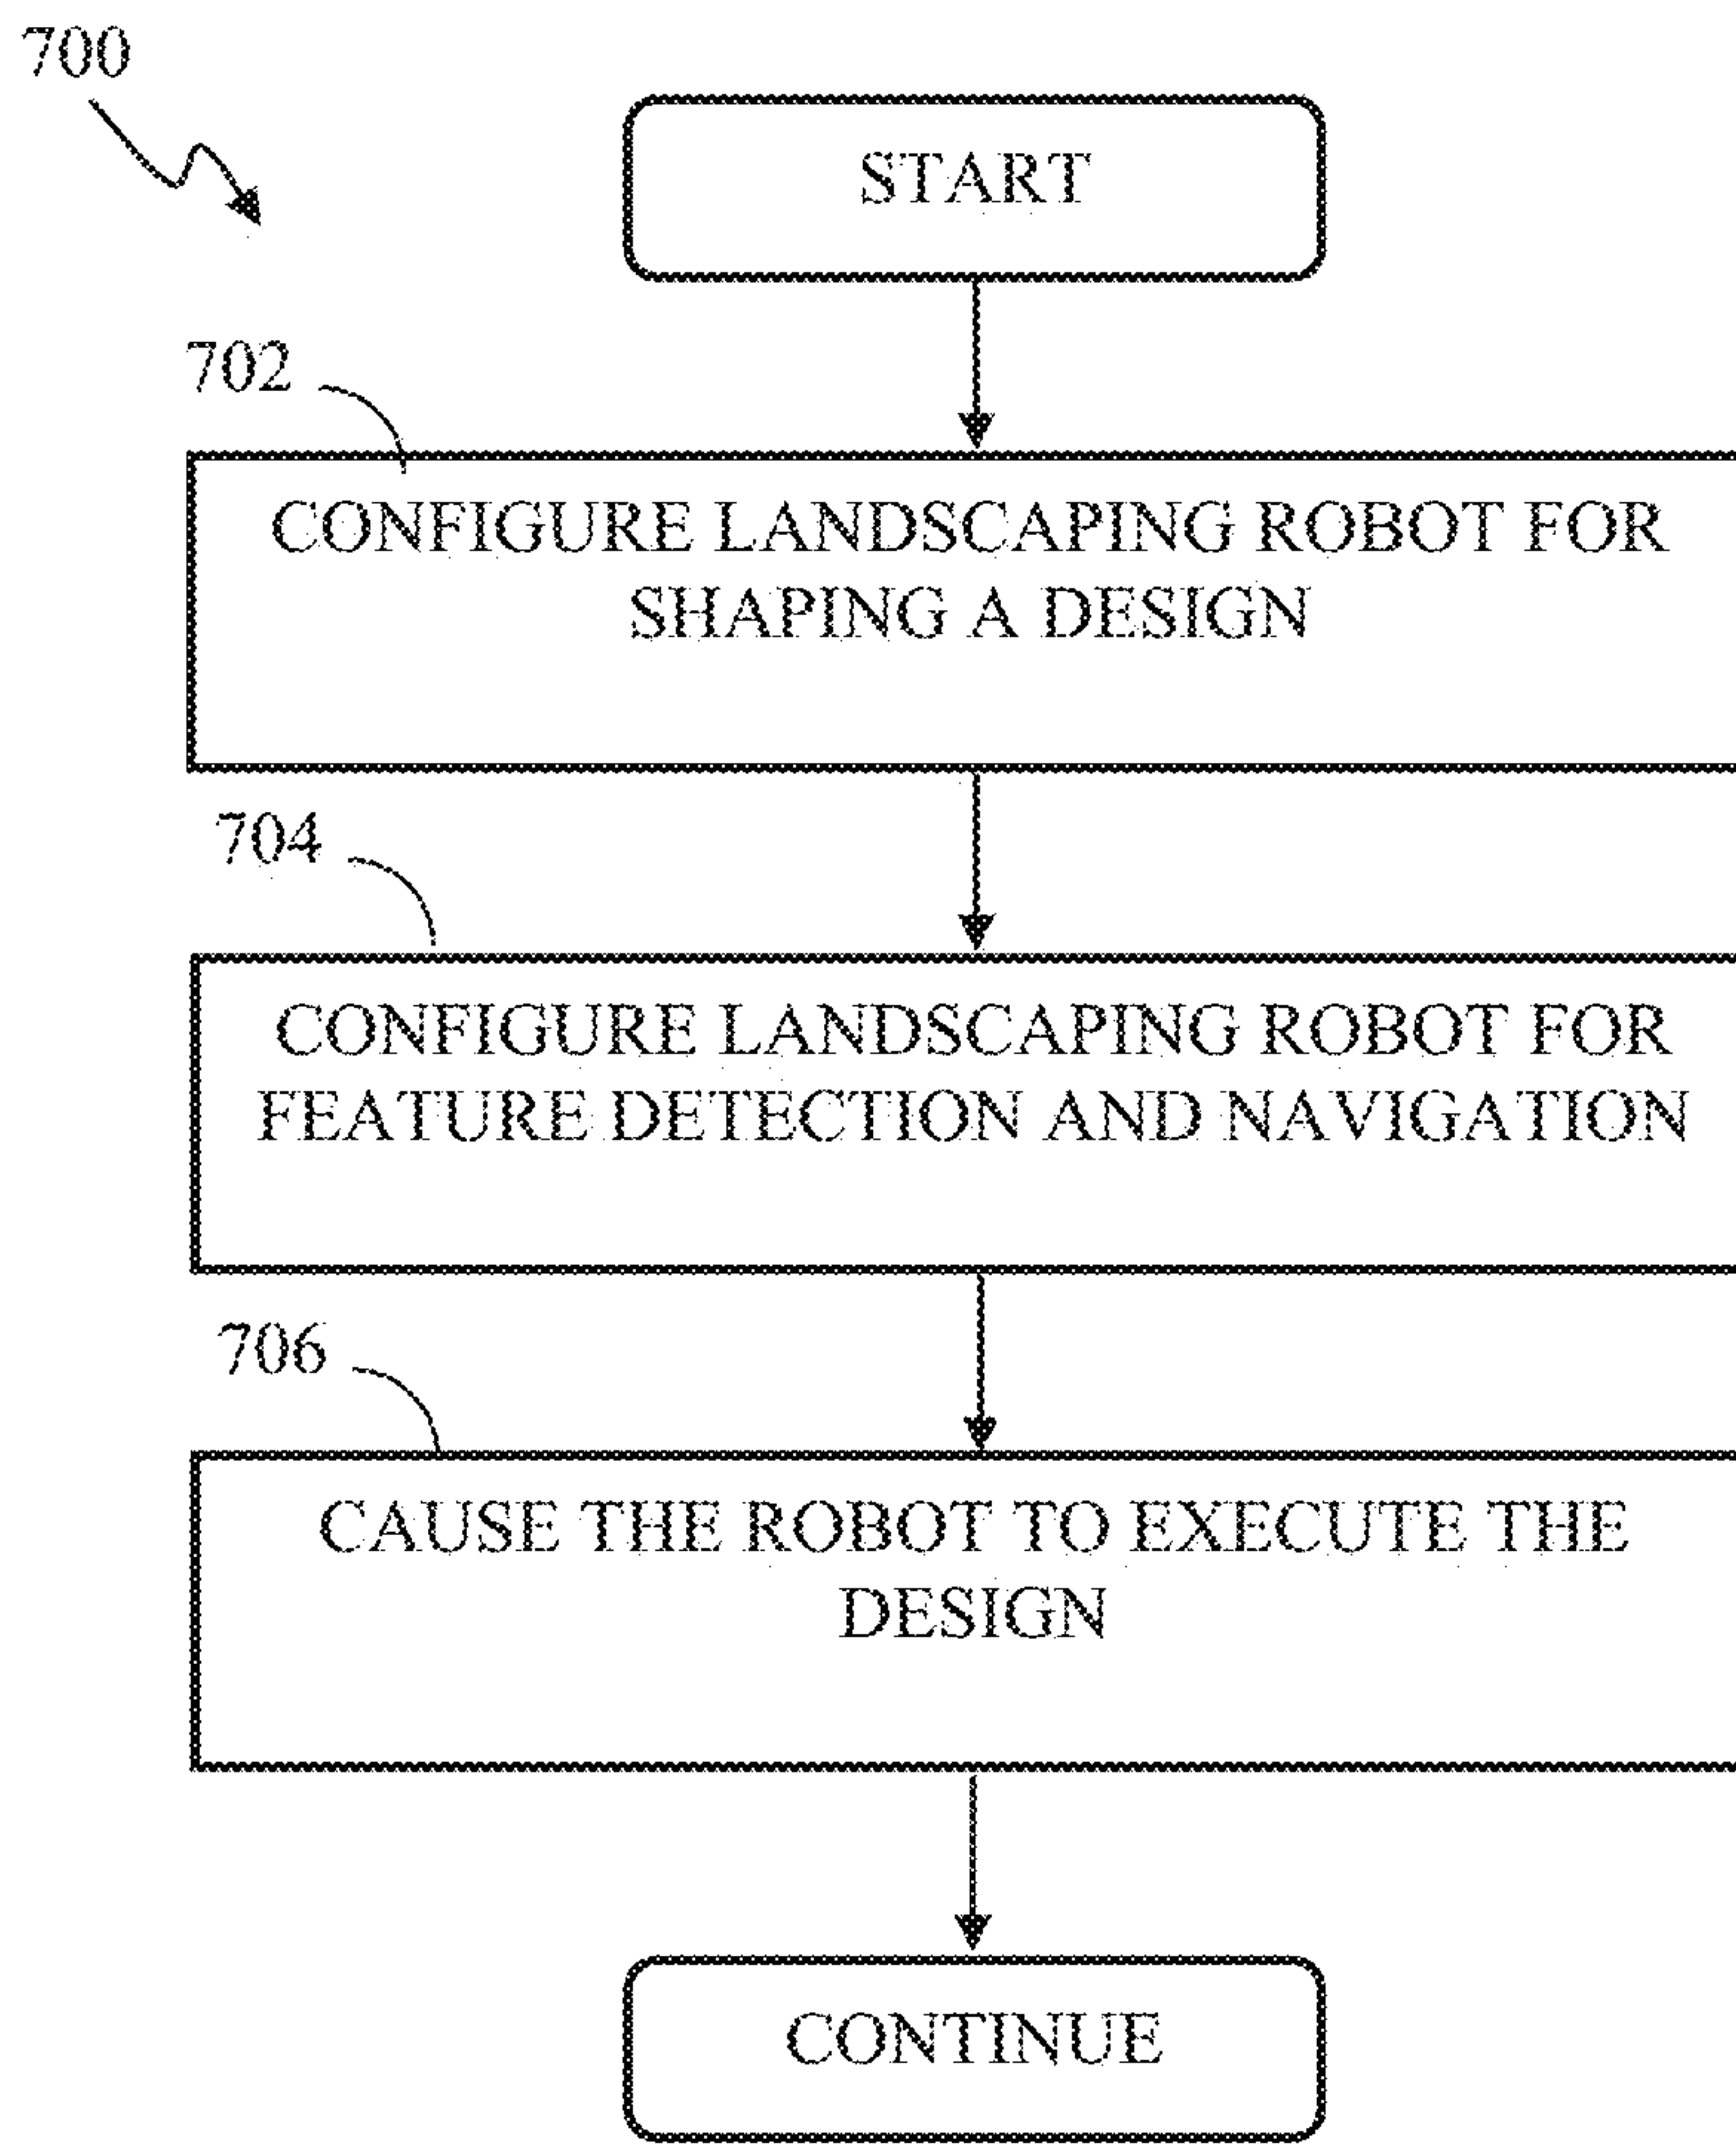 700
START
702
CONFIGURE LANDSCAPING ROBOT FOR
SHAPING A DESIGN
704
CONFIGURE LANDSCAPING ROBOT FOR
FEATURE DETECTION AND NAVIGATION
706
CAUSE THE ROBOT TO EXECUTE THE
DESIGN
CONTINUE